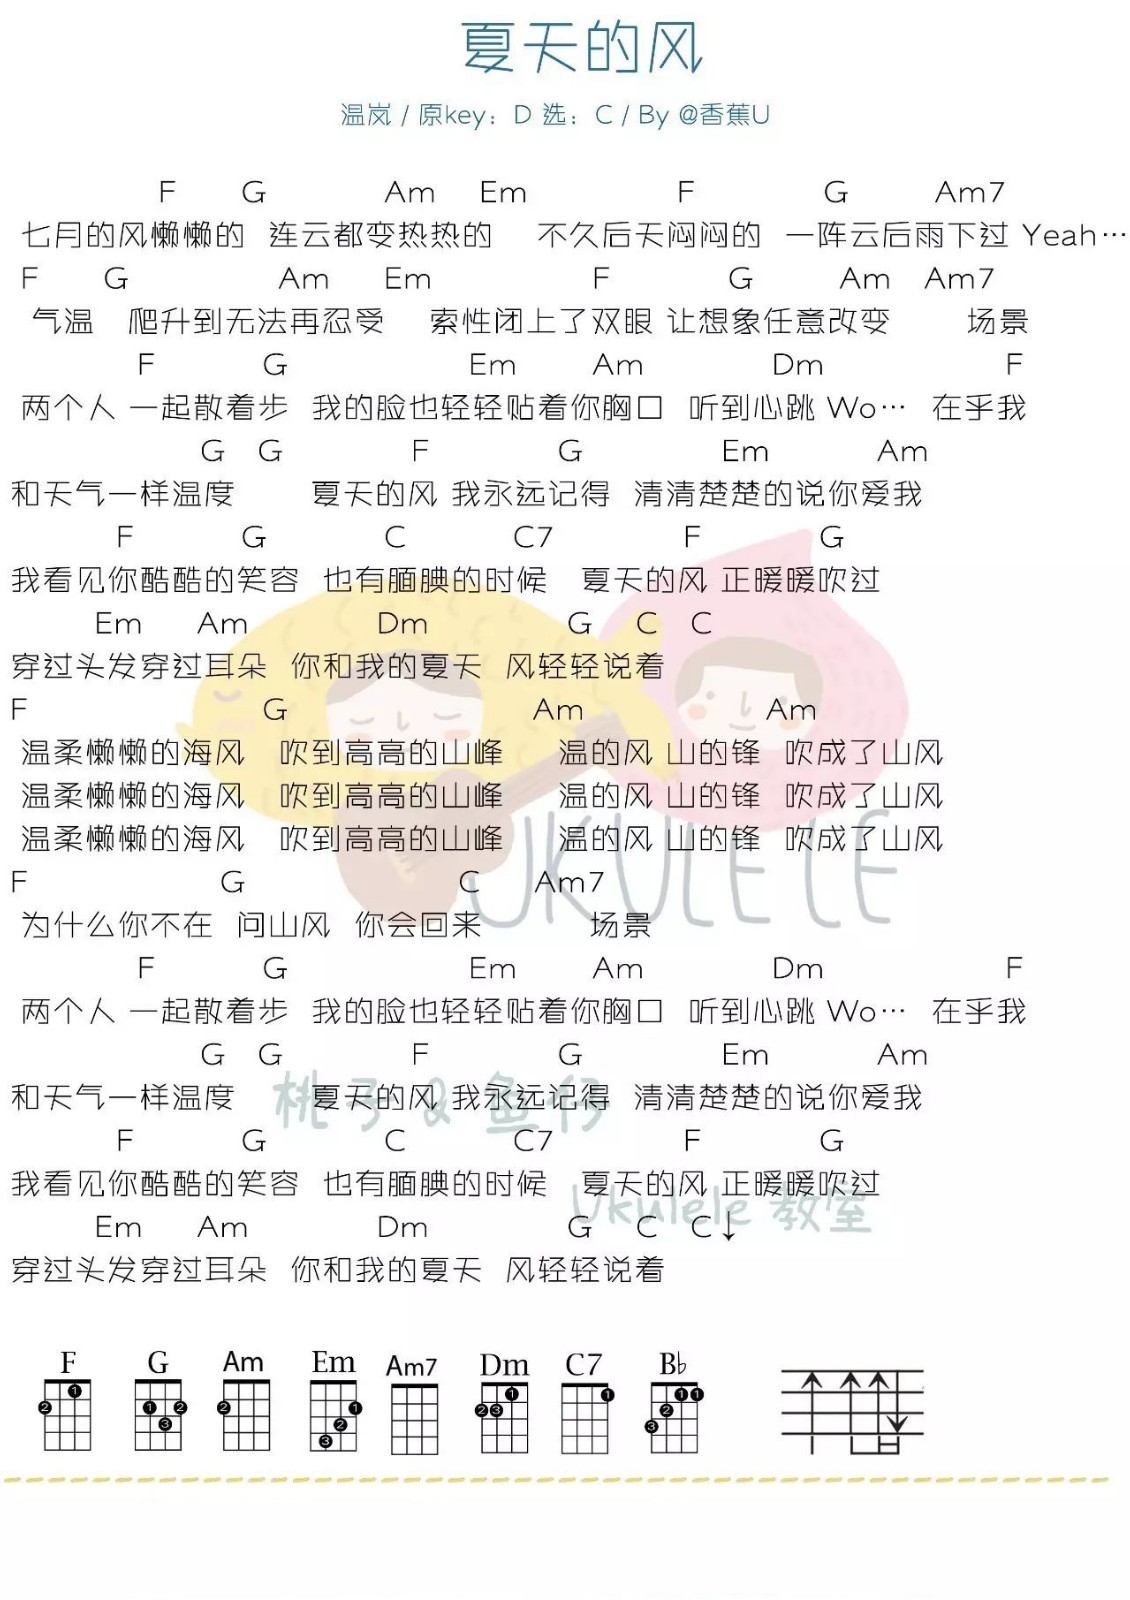 夏天的风
温岚 / 原key：D 选：C / By @香蕉U
F G Am Em F G Am7
七月的风懒懒的 连云都变热热的 不久后天闷闷的 一阵云后雨下过 Yeah…
F G Am Em F G Am Am7
气温 爬升到无法再忍受 索性闭上了双眼 让想象任意改变 场景
F G Em Am Dm F
两个人 一起散着步 我的脸也轻轻贴着你胸口 听到心跳 Wo… 在乎我
G G F G Em Am
和天气一样温度 夏天的风 我永远记得 清清楚楚的说你爱我
F G C C7 F G
我看见你酷酷的笑容 也有腼腆的时候 夏天的风 正暖暖吹过
Em Am Dm G C C
穿过头发穿过耳朵 你和我的夏天 风轻轻说着
F G Am Am
温柔懒懒的海风 吹到高高的山峰 温的风 山的锋 吹成了山风
温柔懒懒的海风 吹到高高的山峰 温的风 山的锋 吹成了山风
温柔懒懒的海风 吹到高高的山峰 温的风 山的锋 吹成了山风
UKULELE
F G C Am7
为什么你不在 问山风 你会回来 场景
F G Em Am Dm F
两个人 一起散着步 我的脸也轻轻贴着你胸口 听到心跳 Wo… 在乎我
G G F G Em Am
和天气一样温度 夏天的风 我永远记得 清清楚楚的说你爱我
桃子 & 鱼仔
F G C C7 F G
我看见你酷酷的笑容 也有腼腆的时候 夏天的风 正暖暖吹过
Ukulele 教室
Em Am Dm G C C↓
穿过头发穿过耳朵 你和我的夏天 风轻轻说着
F G Am Em Am7 Dm C7 B♭